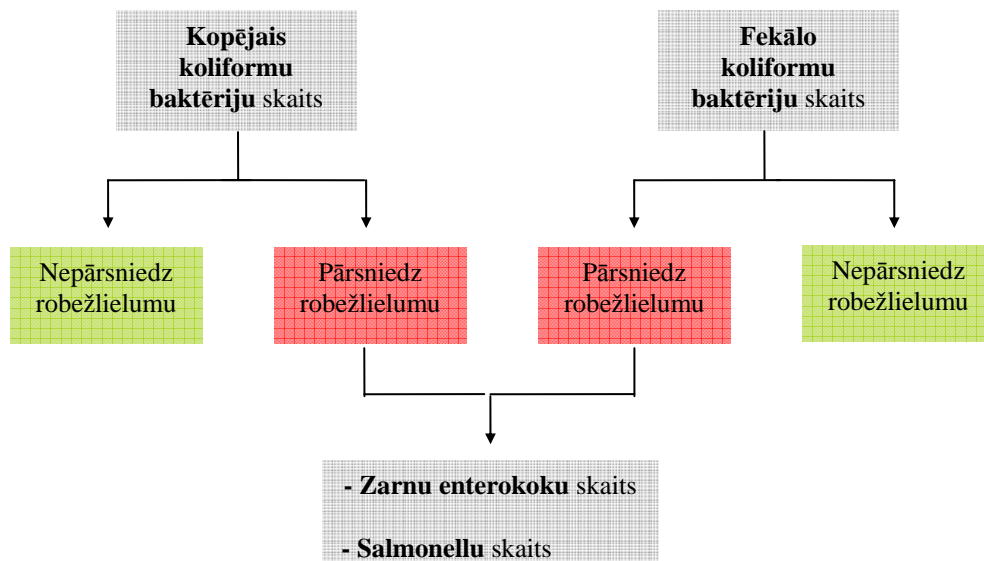 Kopējais
koliformu
baktēriju skaits
Fekālo
koliformu
baktēriju skaits
Nepārsniedz
robežlielumu
Pārsniedz
robežlielumu
Pārsniedz
robežlielumu
Nepārsniedz
robežlielumu
- Zarnu enterokoku skaits
- Salmonellu skaits